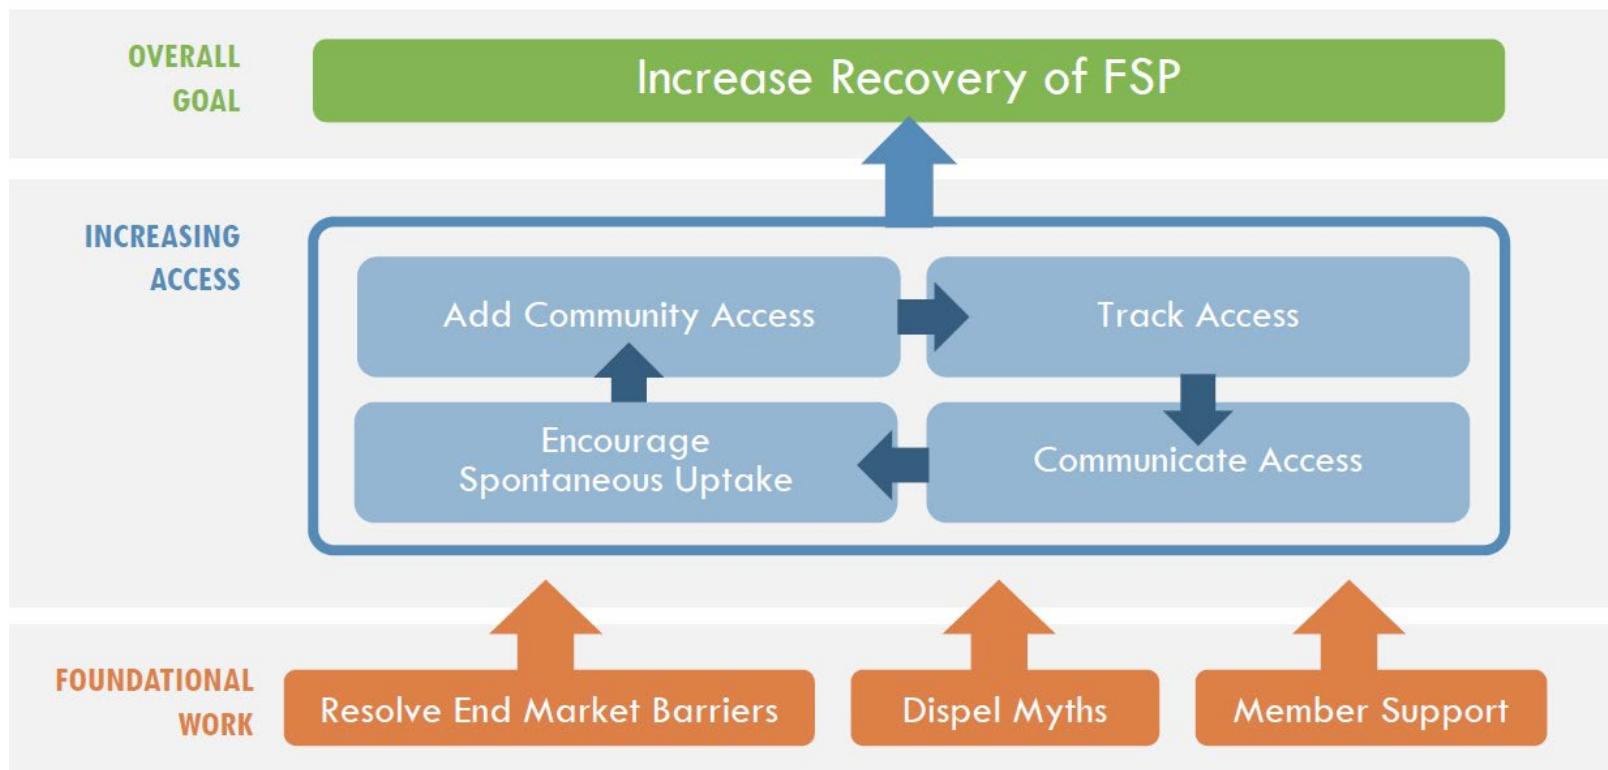 OVERALL
GOAL
Increase Recovery of FSP
INCREASING
ACCESS
Add Community Access
Track Access
Encourage
Spontaneous Uptake
Communicate Access
FOUNDATIONAL
WORK
Resolve End Market Barriers
Dispel Myths
Member Support